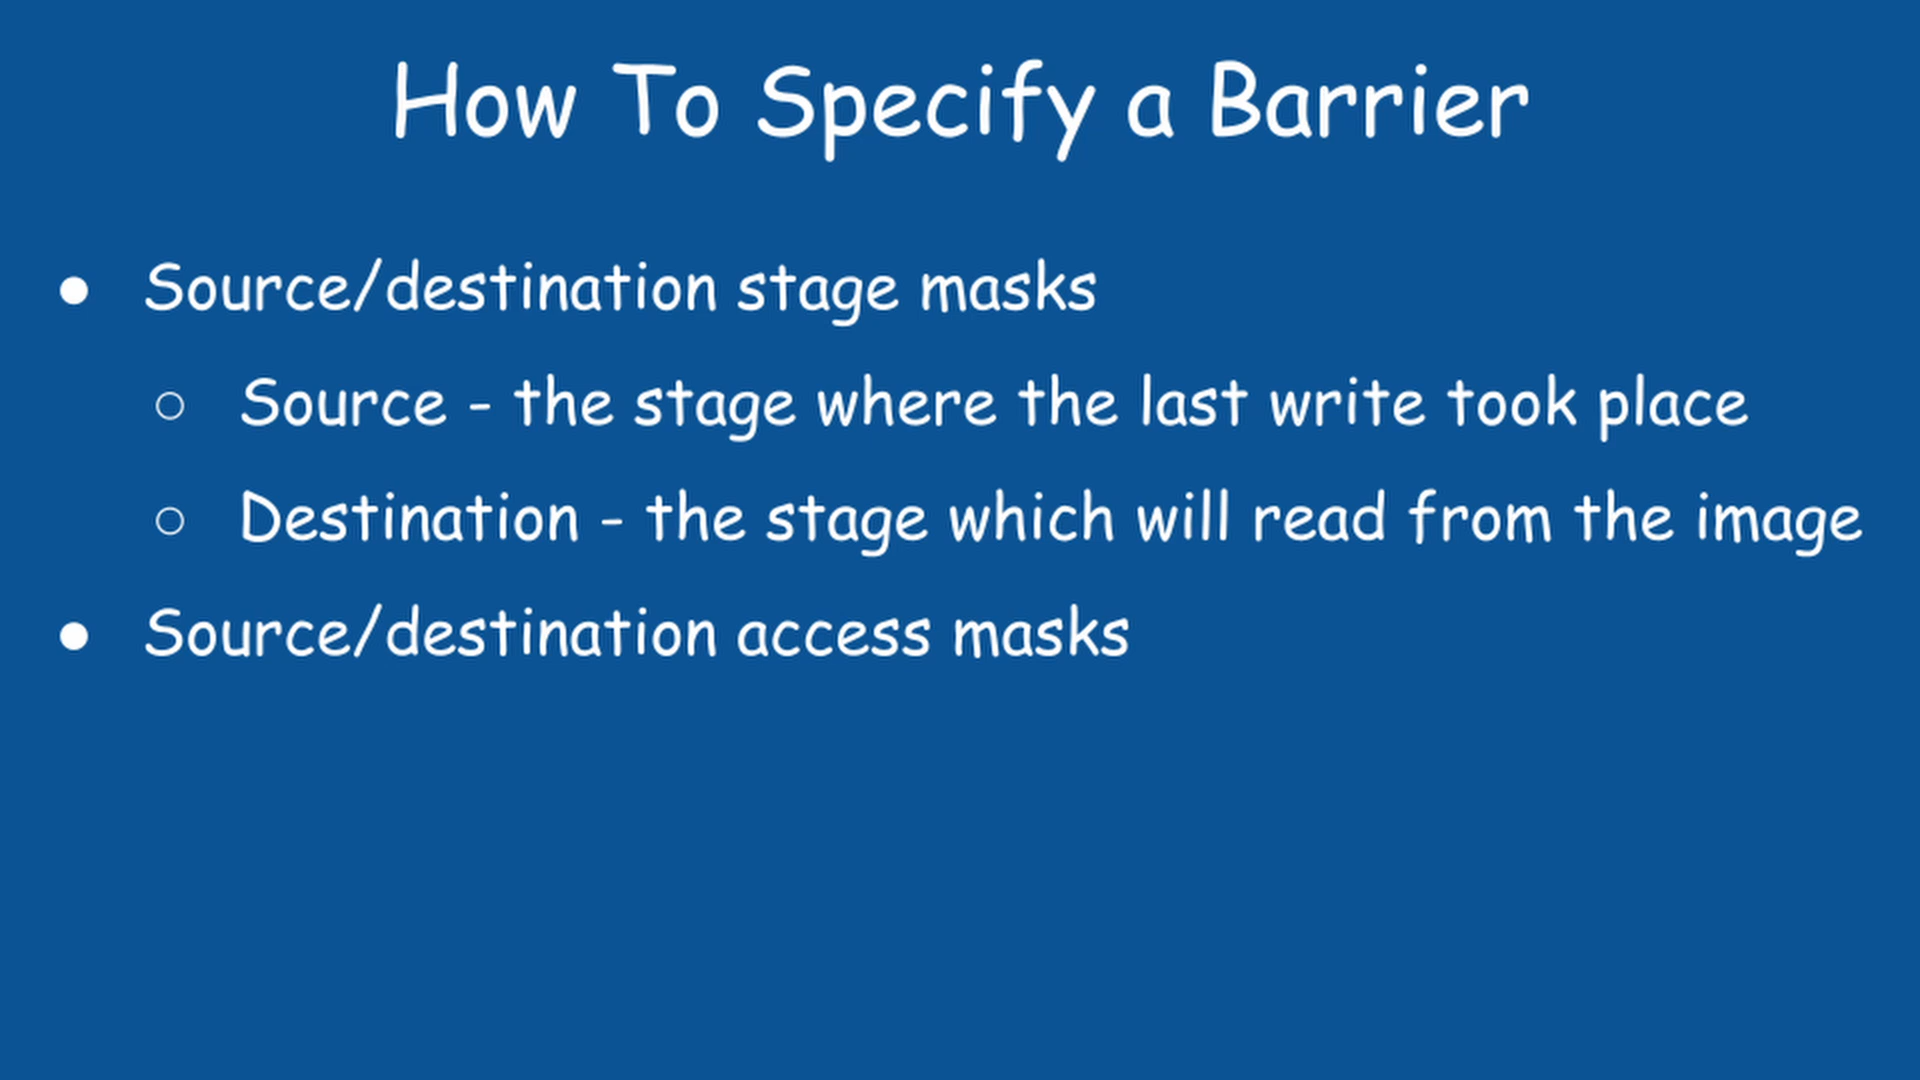 How To Specify a Barrier
● Source/destination stage masks
○ Source - the stage where the last write took place
○ Destination - the stage which will read from the image
● Source/destination access masks